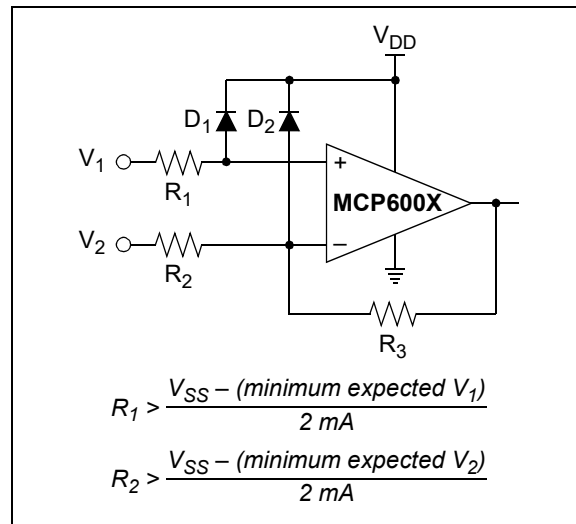 VDD
D1 D2
V1
R1
+
MCP600X
V2
R2
–
R3
R1 > VSS – (minimum expected V1)
2 mA
R2 > VSS – (minimum expected V2)
2 mA